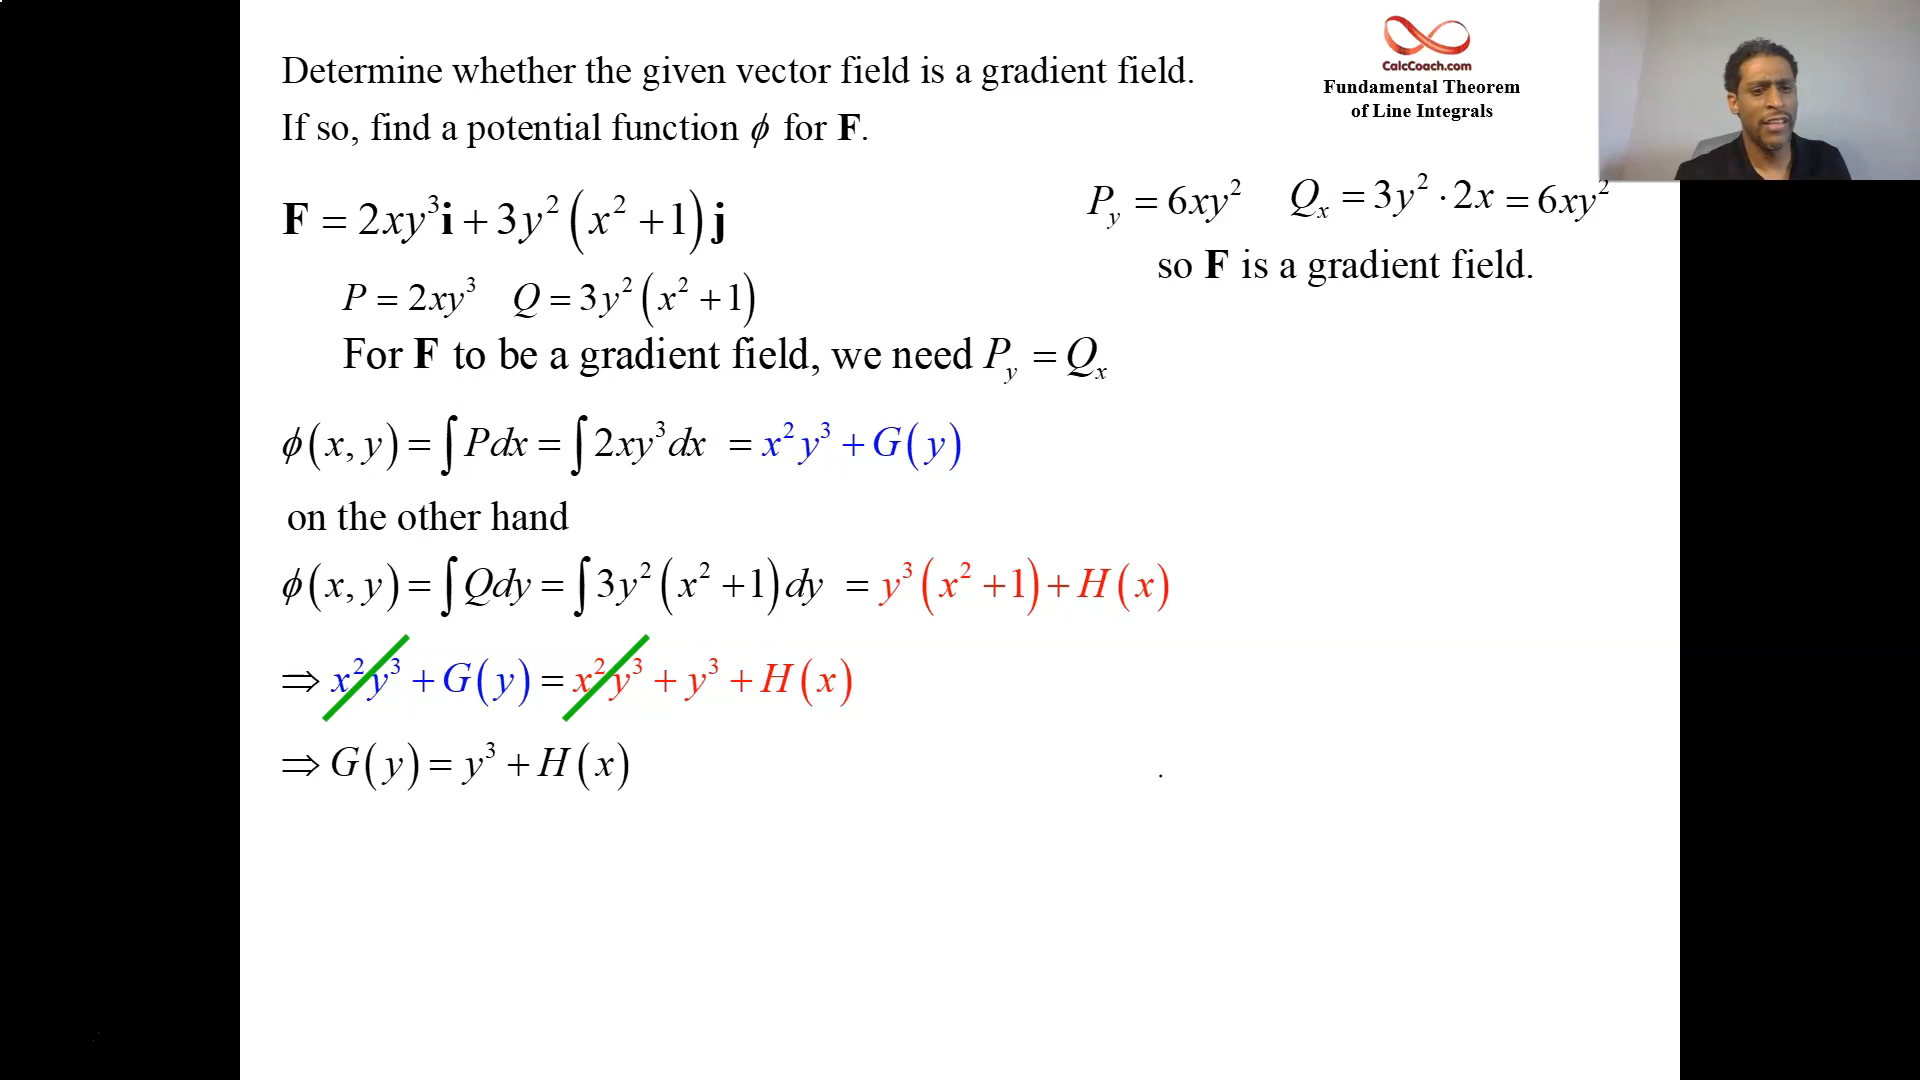 Determine whether the given vector field is a gradient field.
If so, find a potential function ϕ for F.
CalcCoach.com
Fundamental Theorem
of Line Integrals
F = 2xy³i + 3y²(x² + 1)j
P_y = 6xy² Q_x = 3y² · 2x = 6xy²
so F is a gradient field.
P = 2xy³ Q = 3y²(x² + 1)
For F to be a gradient field, we need P_y = Q_x
ϕ(x, y) = ∫Pdx = ∫2xy³dx = x²y³ + G(y)
on the other hand
ϕ(x, y) = ∫Qdy = ∫3y²(x² + 1)dy = y³(x² + 1) + H(x)
⇒ x²y³ + G(y) = x²y³ + y³ + H(x)
⇒ G(y) = y³ + H(x)